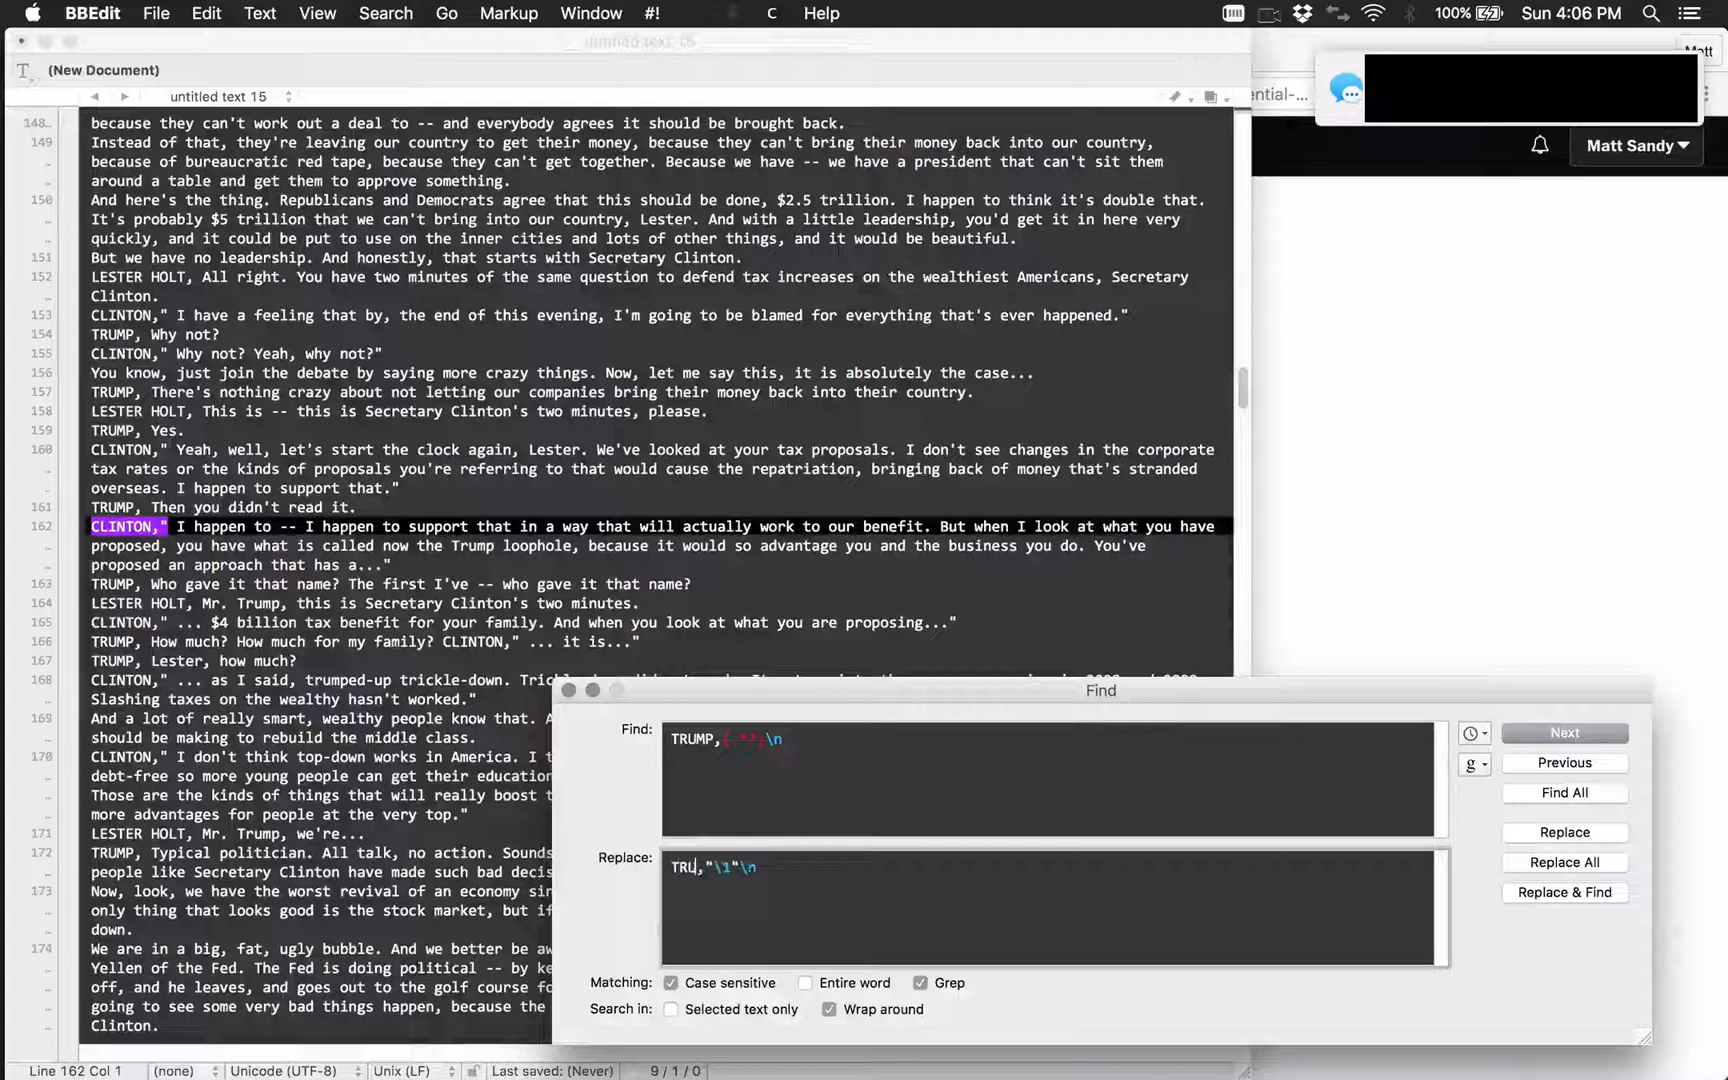 BBEdit File Edit Text View Search Go Markup Window #! C Help 100% Sun 4:06 PM
untitled text 15
Matt
(New Document)
untitled text 15
ential-...
Matt Sandy
148 because they can't work out a deal to -- and everybody agrees it should be brought back.
149 Instead of that, they're leaving our country to get their money, because they can't bring their money back into our country,
because of bureaucratic red tape, because they can't get together. Because we have -- we have a president that can't sit them
around a table and get them to approve something.
150 And here's the thing. Republicans and Democrats agree that this should be done, $2.5 trillion. I happen to think it's double that.
It's probably $5 trillion that we can't bring into our country, Lester. And with a little leadership, you'd get it in here very
quickly, and it could be put to use on the inner cities and lots of other things, and it would be beautiful.
151 But we have no leadership. And honestly, that starts with Secretary Clinton.
152 LESTER HOLT, All right. You have two minutes of the same question to defend tax increases on the wealthiest Americans, Secretary
Clinton.
153 CLINTON," I have a feeling that by, the end of this evening, I'm going to be blamed for everything that's ever happened."
154 TRUMP, Why not?
155 CLINTON," Why not? Yeah, why not?"
156 You know, just join the debate by saying more crazy things. Now, let me say this, it is absolutely the case...
157 TRUMP, There's nothing crazy about not letting our companies bring their money back into their country.
158 LESTER HOLT, This is -- this is Secretary Clinton's two minutes, please.
159 TRUMP, Yes.
160 CLINTON," Yeah, well, let's start the clock again, Lester. We've looked at your tax proposals. I don't see changes in the corporate
tax rates or the kinds of proposals you're referring to that would cause the repatriation, bringing back of money that's stranded
overseas. I happen to support that."
161 TRUMP, Then you didn't read it.
162 CLINTON," I happen to -- I happen to support that in a way that will actually work to our benefit. But when I look at what you have
proposed, you have what is called now the Trump loophole, because it would so advantage you and the business you do. You've
proposed an approach that has a..."
163 TRUMP, Who gave it that name? The first I've -- who gave it that name?
164 LESTER HOLT, Mr. Trump, this is Secretary Clinton's two minutes.
165 CLINTON," ... $4 billion tax benefit for your family. And when you look at what you are proposing..."
166 TRUMP, How much? How much for my family? CLINTON," ... it is..."
167 TRUMP, Lester, how much?
168 CLINTON," ... as I said, trumped-up trickle-down.
Slashing taxes on the wealthy hasn't worked."
169 And a lot of really smart, wealthy people know that. A
should be making to rebuild the middle class.
170 CLINTON," I don't think top-down works in America. I t
debt-free so more young people can get their education
Those are the kinds of things that will really boost t
more advantages for people at the very top."
171 LESTER HOLT, Mr. Trump, we're...
172 TRUMP, Typical politician. All talk, no action. Sounds
people like Secretary Clinton have made such bad decis
173 Now, look, we have the worst revival of an economy sin
only thing that looks good is the stock market, but if
down.
174 We are in a big, fat, ugly bubble. And we better be aw
Yellen of the Fed. The Fed is doing political -- by ke
off, and he leaves, and goes out to the golf course fo
going to see some very bad things happen, because the
Clinton.
Find
Find: TRUMP,(.*?)\n
g
Next
Previous
Find All
Replace: TRU,"\1"\n
Replace
Replace All
Replace & Find
Matching: Case sensitive Entire word Grep
Search in: Selected text only Wrap around
Line 162 Col 1 (none) Unicode (UTF-8) Unix (LF) Last saved: (Never) 9 / 1 / 0